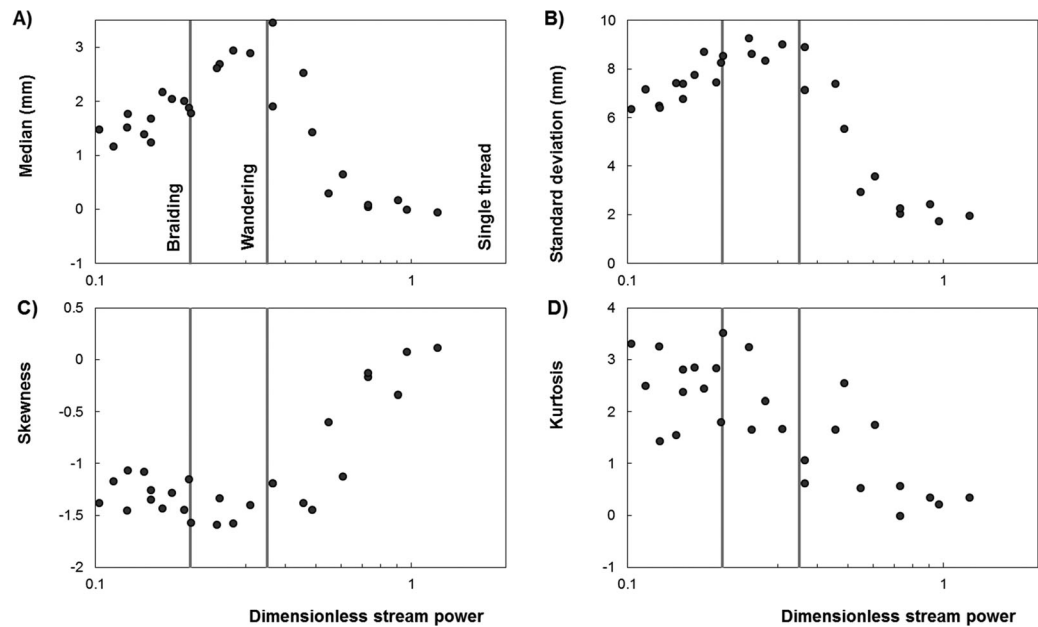 A)
Median (mm)
3
2
1
0
-1
0.1
1
Braiding
Wandering
Single thread
B)
Standard deviation (mm)
10
8
6
4
2
0
0.1
1
C)
Skewness
0.5
0
-0.5
-1
-1.5
-2
0.1
1
Dimensionless stream power
D)
Kurtosis
4
3
2
1
0
-1
0.1
1
Dimensionless stream power